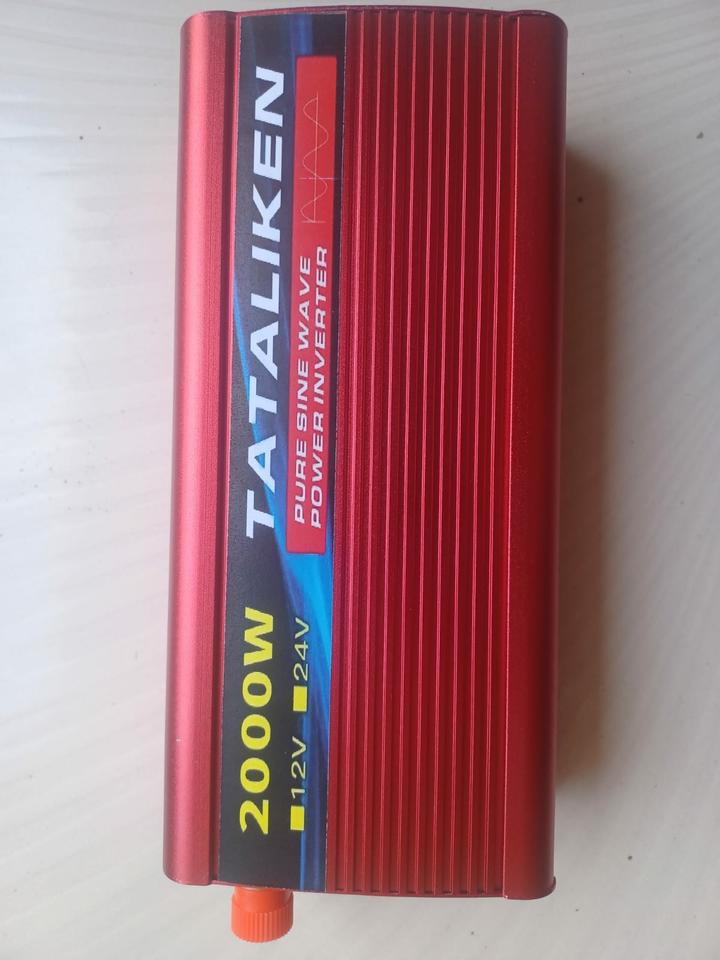 2000W TATALIKEN
12V 24V
PURE SINE WAVE
POWER INVERTER